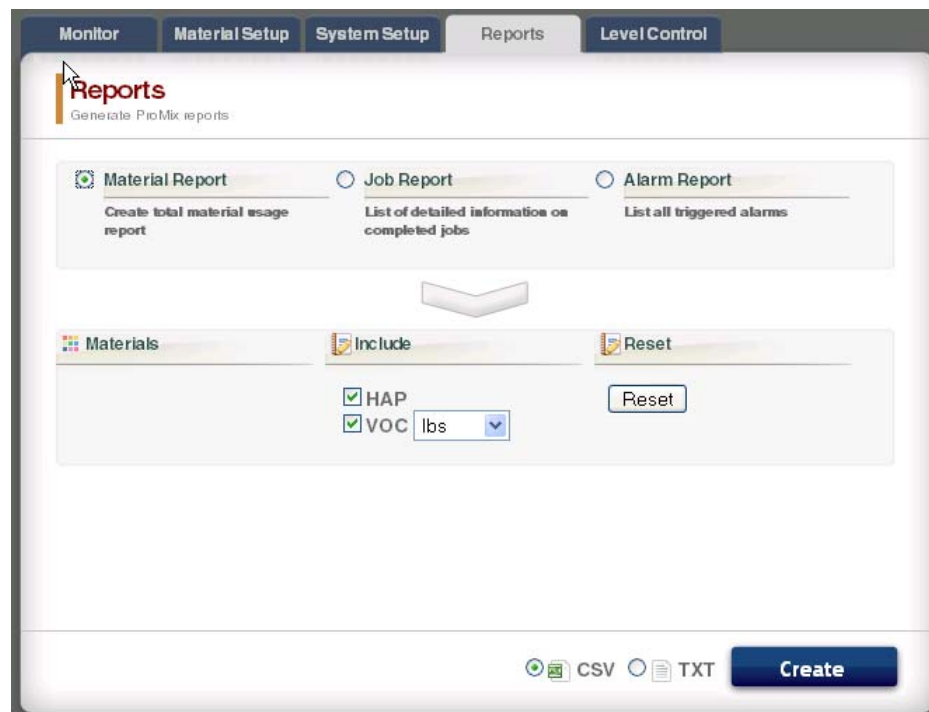 Monitor Material Setup System Setup Reports Level Control
Reports
Generate ProMix reports
Material Report Job Report Alarm Report
Create total material usage report
List of detailed information on completed jobs
List all triggered alarms
Materials Include Reset
HAP
VOC lbs
Reset
CSV TXT Create